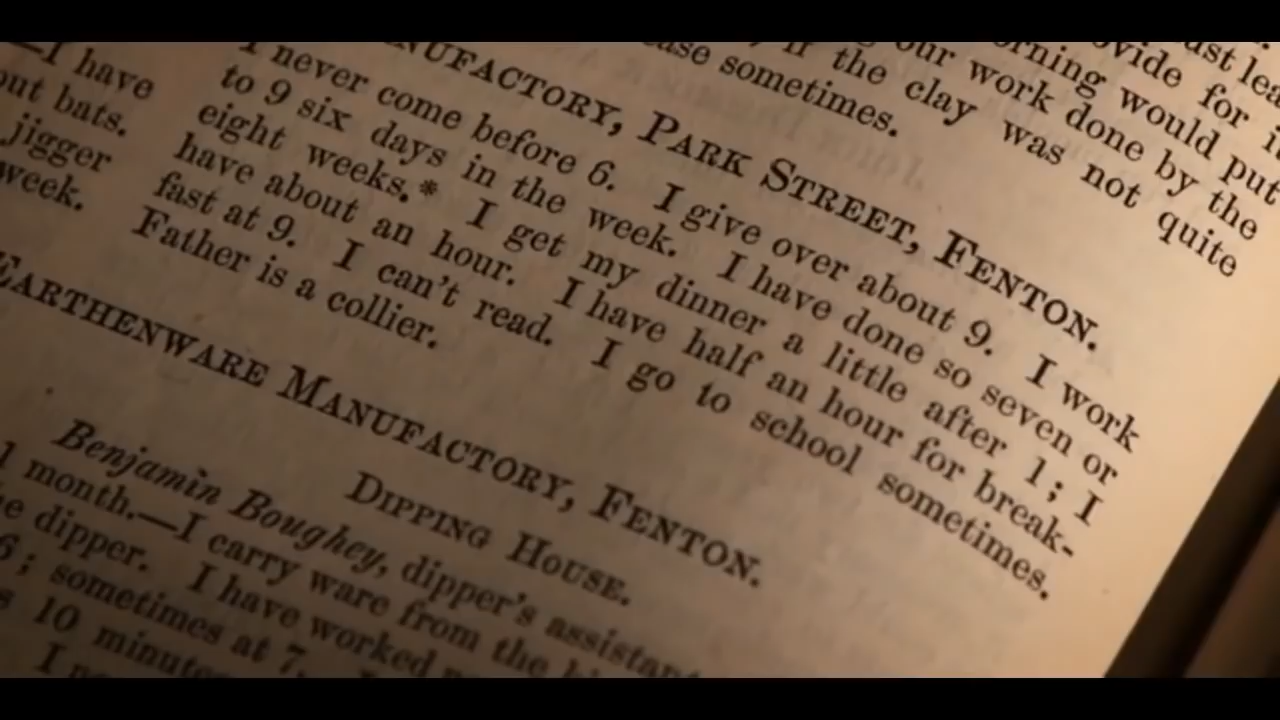 ust lea
ovide for
orning would put
our work done by the
if the clay was not quite
ease sometimes.
NUFACTORY, PARK STREET, FENTON.
—I have
out bats.
jigger
week.
I never come before 6. I give over about 9. I work
to 9 six days in the week. I have done so seven or
eight weeks.* I get my dinner a little after 1; I
have about an hour. I have half an hour for break-
fast at 9. I can't read. I go to school sometimes.
Father is a collier.
EARTHENWARE MANUFACTORY, FENTON.
DIPPING HOUSE.
Benjamin Boughey, dipper's assistant
1 month.—I carry ware from the
e dipper. I have worked
6; sometimes at 7.
s 10 minutes
I